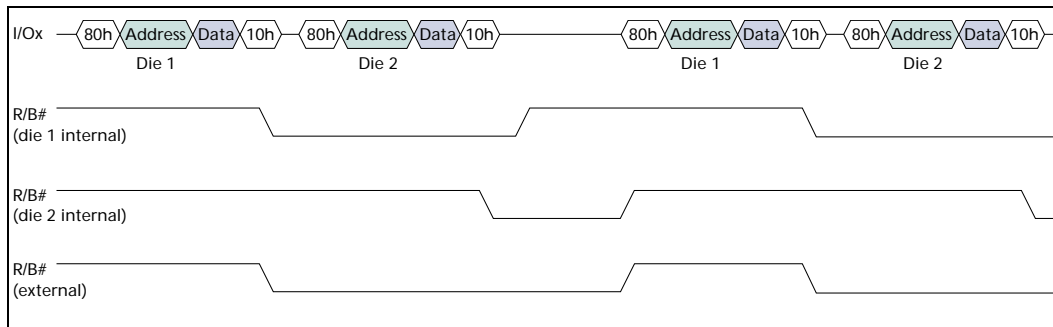 I/Ox 80h Address Data 10h 80h Address Data 10h 80h Address Data 10h 80h Address Data 10h
Die 1 Die 2 Die 1 Die 2
R/B#
(die 1 internal)
R/B#
(die 2 internal)
R/B#
(external)